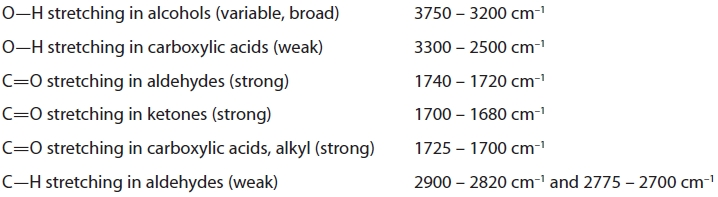 O—H stretching in alcohols (variable, broad) 3750 – 3200 cm⁻¹
O—H stretching in carboxylic acids (weak) 3300 – 2500 cm⁻¹
C=O stretching in aldehydes (strong) 1740 – 1720 cm⁻¹
C=O stretching in ketones (strong) 1700 – 1680 cm⁻¹
C=O stretching in carboxylic acids, alkyl (strong) 1725 – 1700 cm⁻¹
C—H stretching in aldehydes (weak) 2900 – 2820 cm⁻¹ and 2775 – 2700 cm⁻¹